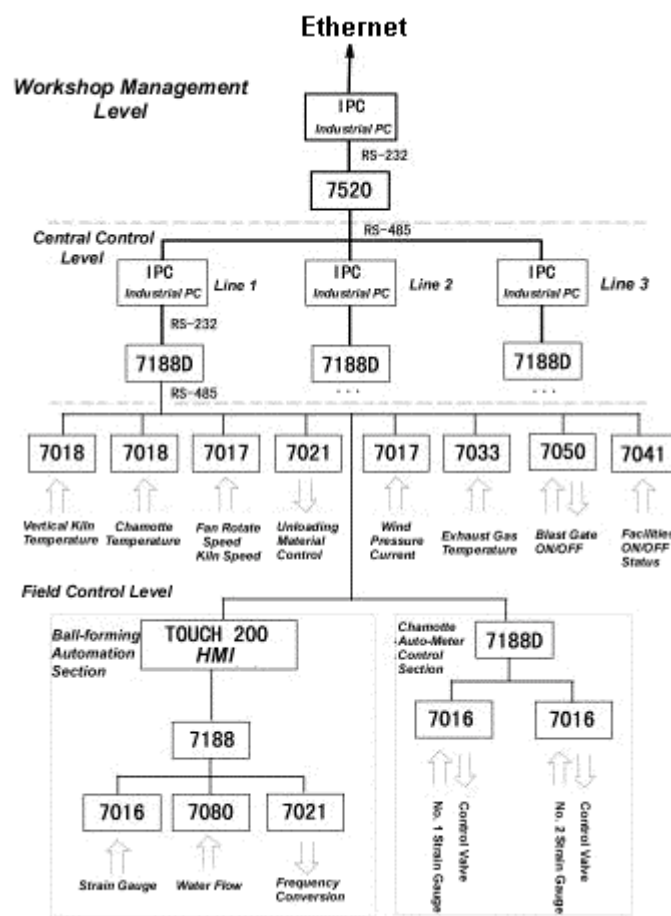 Ethernet
Workshop Management
Level
IPC
Industrial PC
RS-232
7520
RS-485
Central Control
Level
IPC
Industrial PC
Line 1
IPC
Industrial PC
Line 2
IPC
Industrial PC
Line 3
RS-232
7188D
7188D
7188D
RS-485
...
...
7018
7018
7017
7021
7017
7033
7050
7041
Vertical Kiln
Temperature
Chamotte
Temperature
Fan Rotate
Speed
Kiln Speed
Unloading
Material
Control
Wind
Pressure
Current
Exhaust Gas
Temperature
Blast Gate
ON/OFF
Facilities
ON/OFF
Status
Field Control Level
Ball-forming
Automation
Section
TOUCH 200
HMI
Chamotte
Auto-Meter
Control
Section
7188D
7188
7016
7016
7016
7080
7021
Strain Gauge
Water Flow
Frequency
Conversion
No. 1 Strain Gauge
Control Valve
No. 2 Strain Gauge
Control Valve